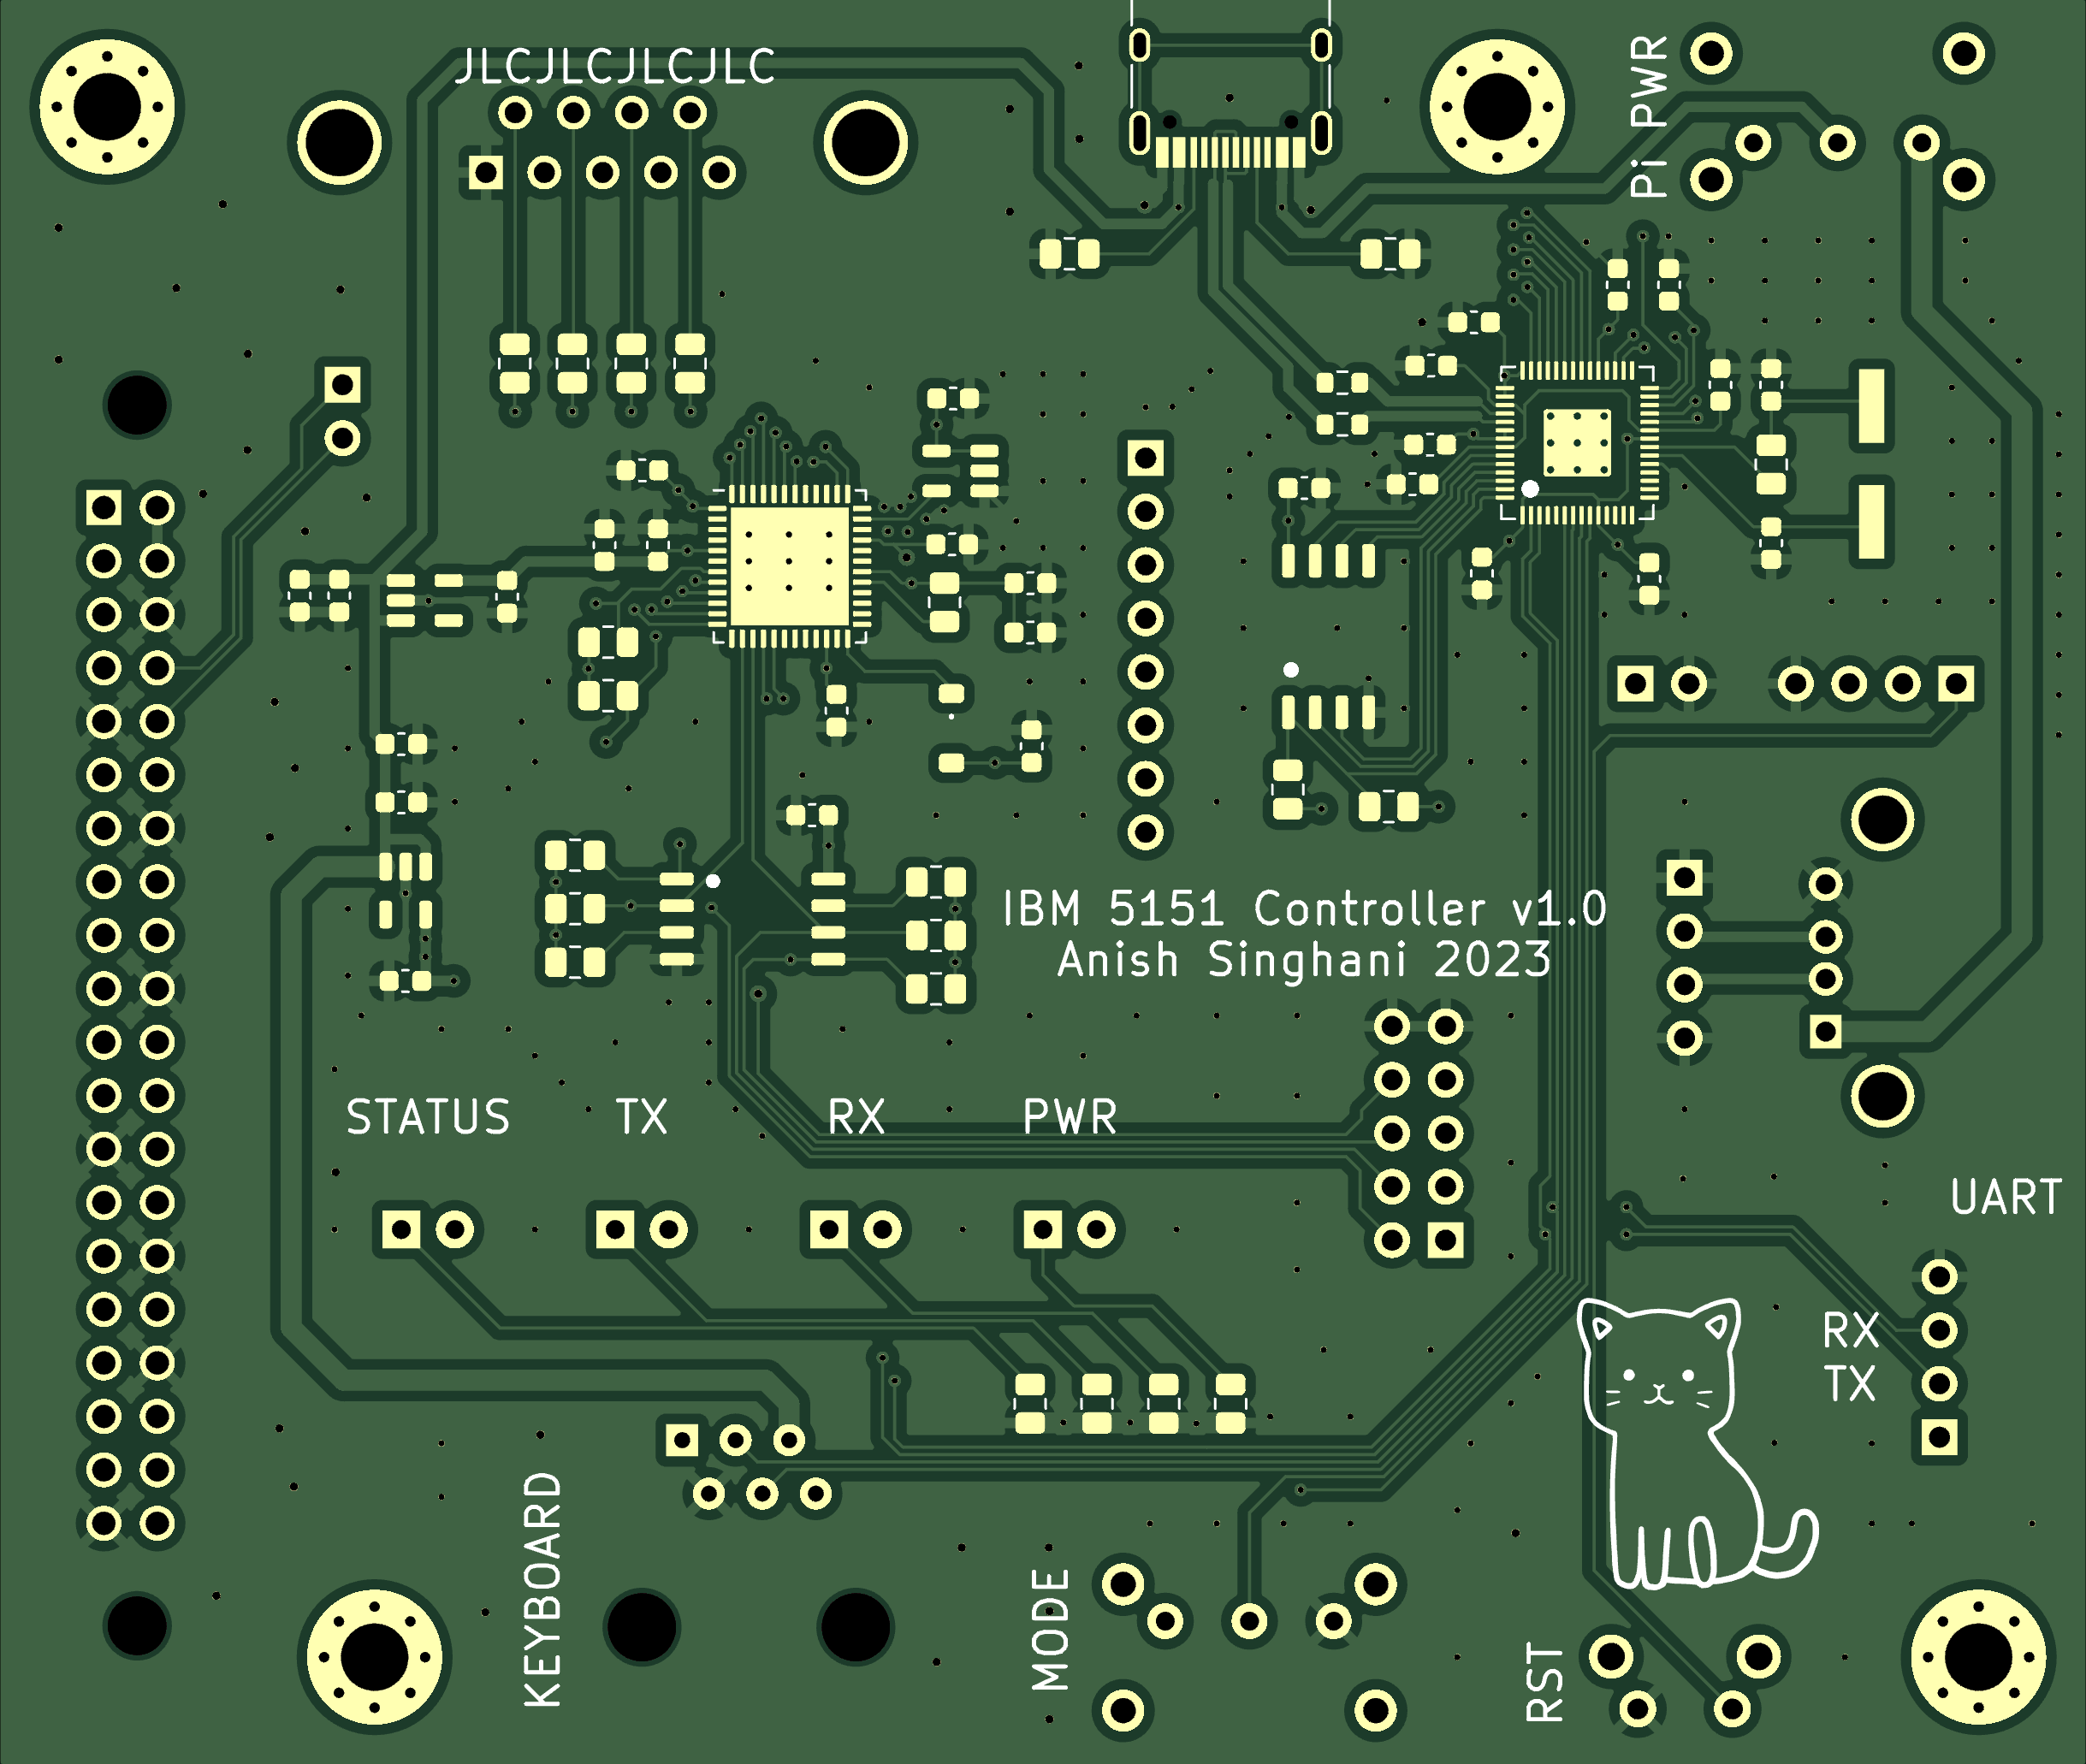 JLCJLCJLCJLC
Pi PWR
IBM 5151 Controller v1.0
Anish Singhani 2023
STATUS
TX
RX
PWR
UART
RX
TX
KEYBOARD
MODE
RST